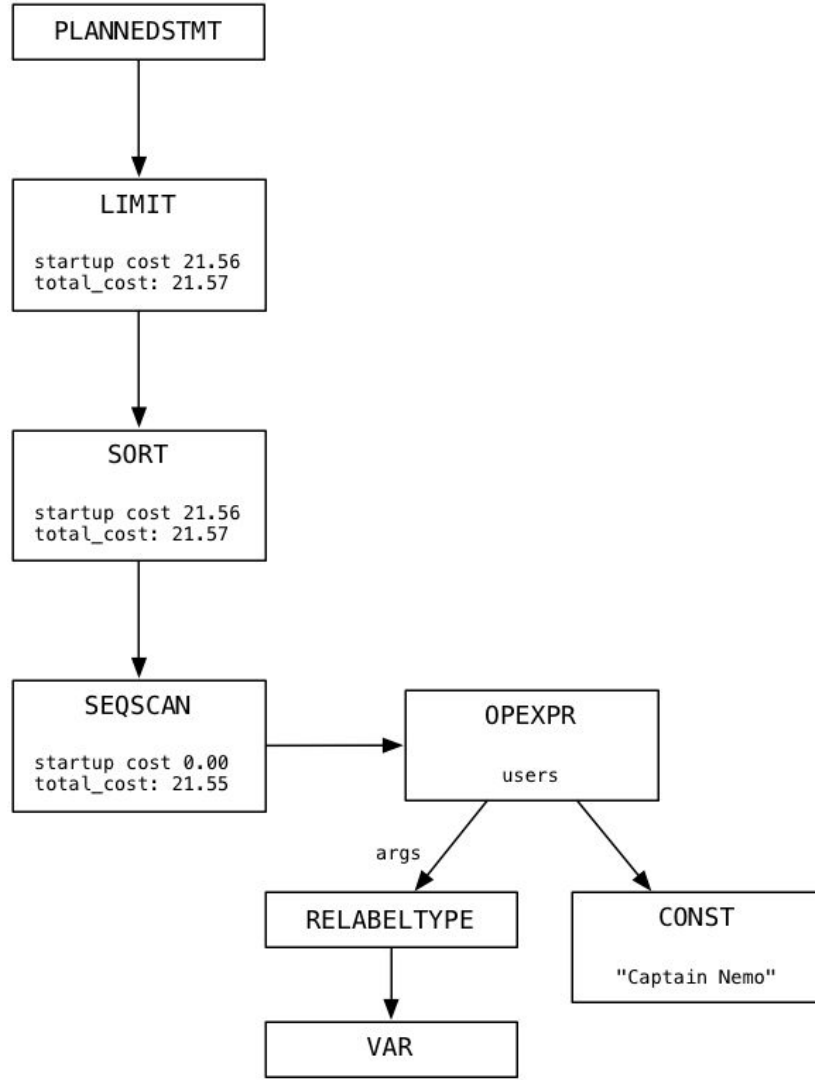 PLANNEDSTMT
LIMIT
startup cost 21.56
total_cost: 21.57
SORT
startup cost 21.56
total_cost: 21.57
SEQSCAN
startup cost 0.00
total_cost: 21.55
OPEXPR
users
args
RELABELTYPE
CONST
"Captain Nemo"
VAR